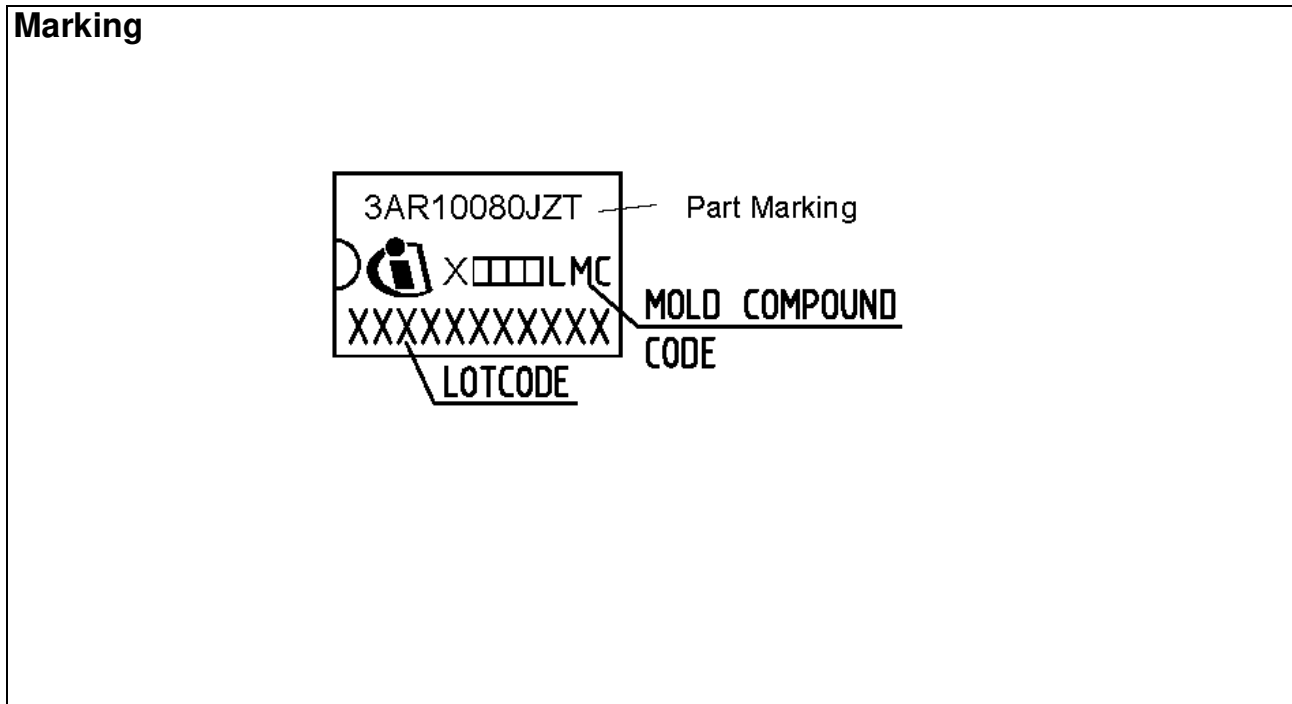 Marking
3AR10080JZT
Part Marking
X□□□□LMC
MOLD COMPOUND
CODE
XXXXXXXXXXX
LOTCODE